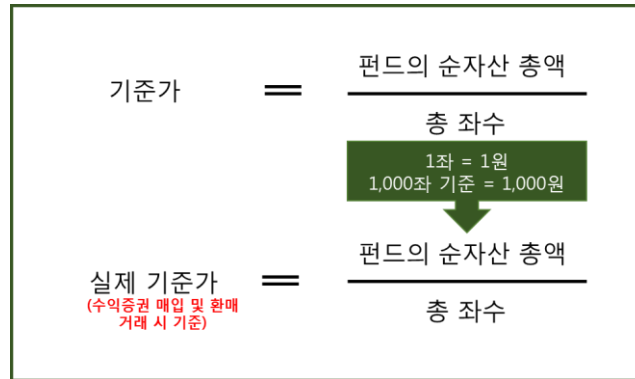 기준가 = 펀드의 순자산 총액
총 좌수
1좌 = 1원
1,000좌 기준 = 1,000원
실제 기준가 = 펀드의 순자산 총액
(수익증권 매입 및 환매
거래 시 기준)
총 좌수